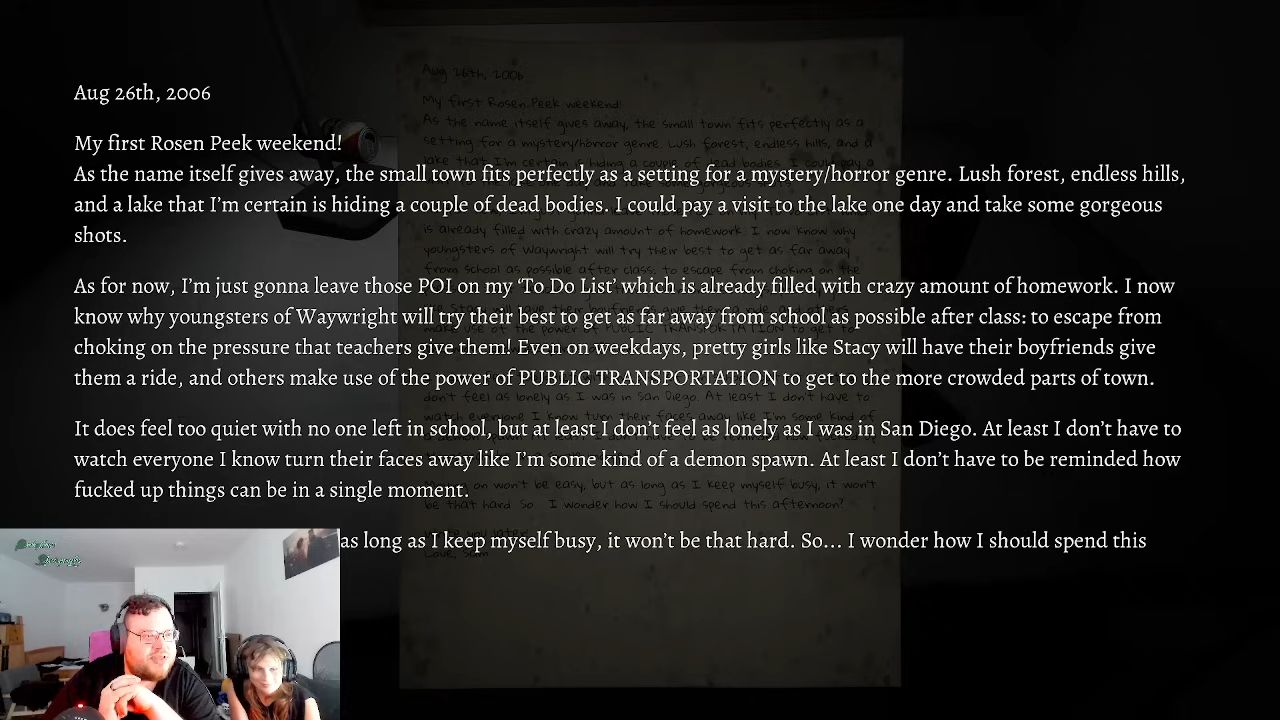 Aug 26th, 2006
My first Rosen Peek weekend!
As the name itself gives away, the small town fits perfectly as a setting for a mystery/horror genre. Lush forest, endless hills,
and a lake that I'm certain is hiding a couple of dead bodies. I could pay a visit to the lake one day and take some gorgeous
shots.
As for now, I'm just gonna leave those POI on my ‘To Do List’ which is already filled with crazy amount of homework. I now
know why youngsters of Waywright will try their best to get as far away from school as possible after class: to escape from
choking on the pressure that teachers give them! Even on weekdays, pretty girls like Stacy will have their boyfriends give
them a ride, and others make use of the power of PUBLIC TRANSPORTATION to get to the more crowded parts of town.
It does feel too quiet with no one left in school, but at least I don't feel as lonely as I was in San Diego. At least I don't have to
watch everyone I know turn their faces away like I'm some kind of a demon spawn. At least I don't have to be reminded how
fucked up things can be in a single moment.
as long as I keep myself busy, it won't be that hard. So... I wonder how I should spend this